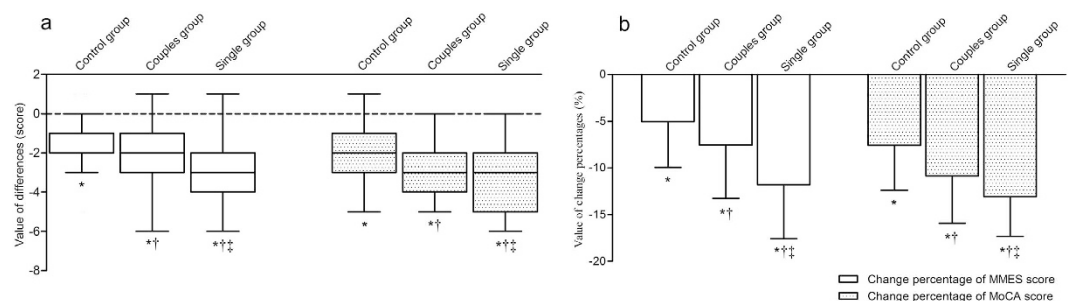 a
Control group
Couples group
Single group
Control group
Couples group
Single group
Value of differences (score)
2
0
-2
-4
-6
-8
*
*†
*†‡
*
*†
*†‡
b
Control group
Couples group
Single group
Control group
Couples group
Single group
Value of change percentages (%)
0
-5
-10
-15
-20
*
*†
*†‡
*
*†
*†‡
Change percentage of MMES score
Change percentage of MoCA score